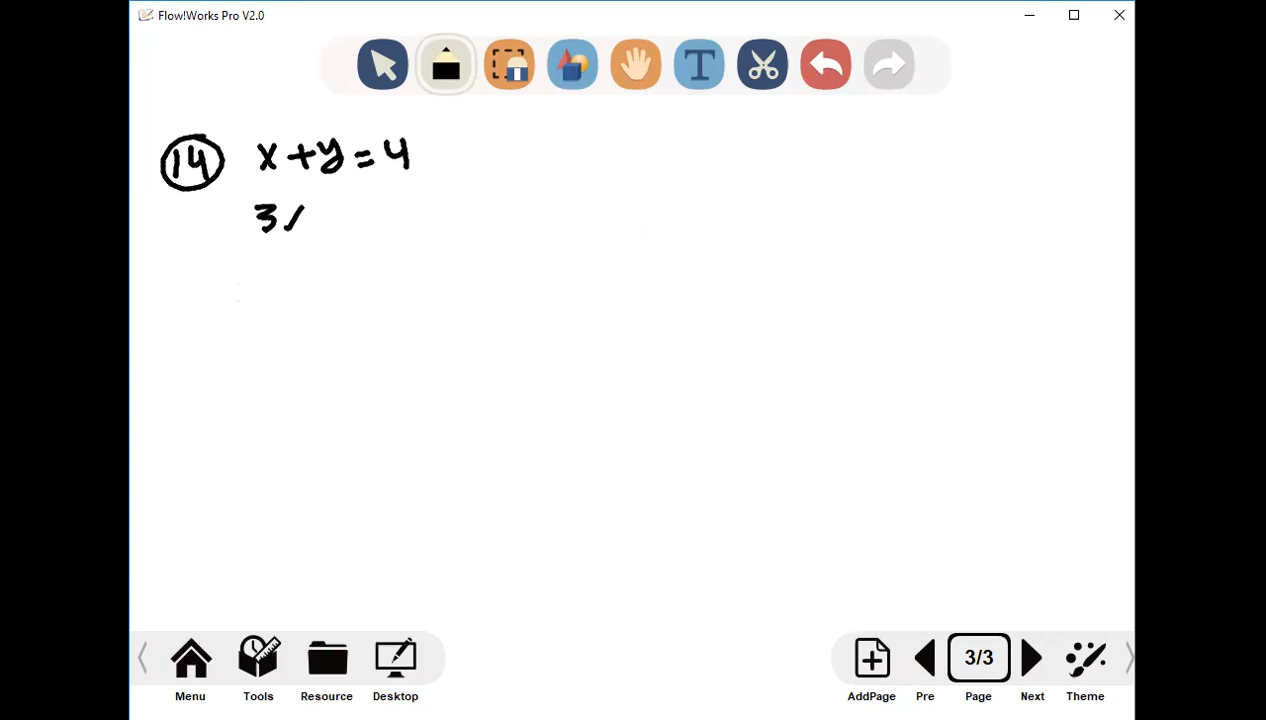 Flow!Works Pro V2.0
14 x+y=4
3/
Menu Tools Resource Desktop
3/3
AddPage Pre Page Next Theme